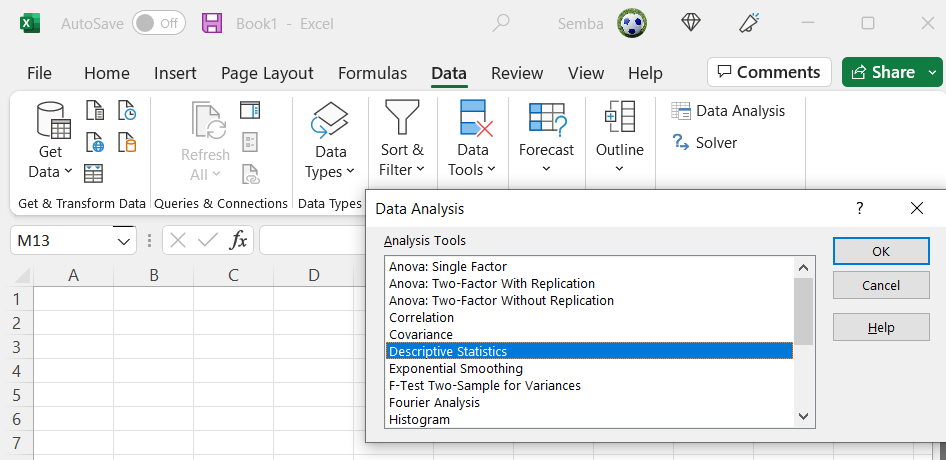 AutoSave Off Book1 - Excel Semba
File Home Insert Page Layout Formulas Data Review View Help Comments Share
Get Data
Refresh All
Data Types
Sort & Filter
Data Tools
Forecast
Outline
Data Analysis
Solver
Get & Transform Data Queries & Connections Data Types
M13 fx
A B C D
1
2
3
4
5
6
7
Data Analysis ?
Analysis Tools
Anova: Single Factor
Anova: Two-Factor With Replication
Anova: Two-Factor Without Replication
Correlation
Covariance
Descriptive Statistics
Exponential Smoothing
F-Test Two-Sample for Variances
Fourier Analysis
Histogram
OK
Cancel
Help